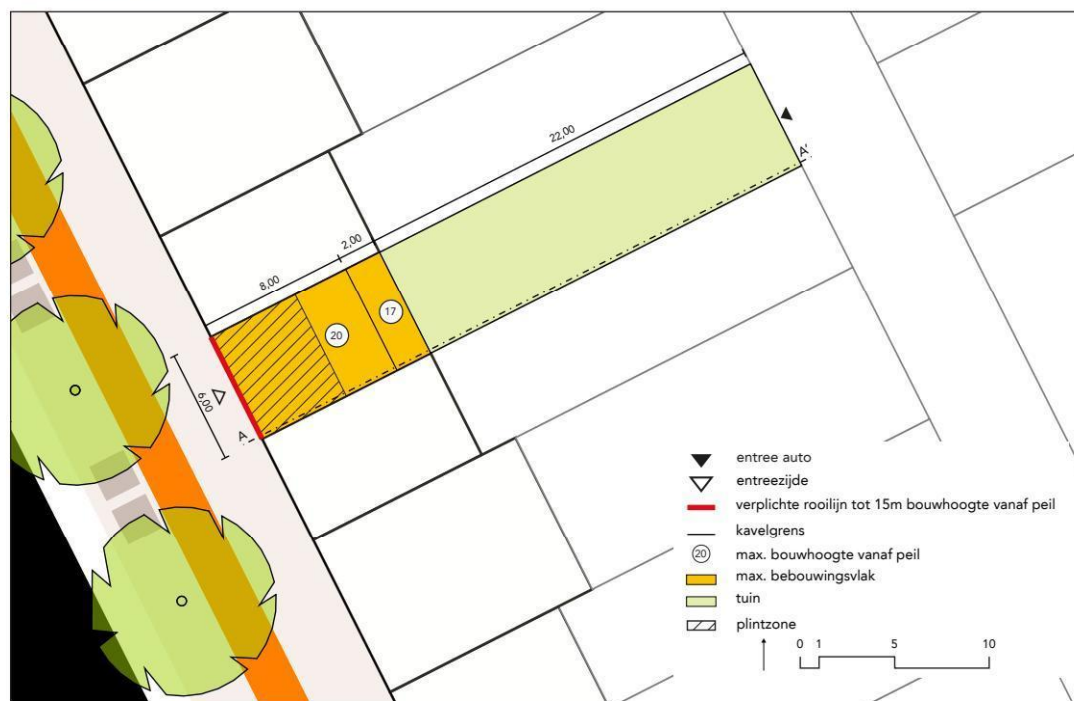 22,00
A'
2,00
8,00
17
20
6,00
A
entree auto
entreezijde
verplichte rooilijn tot 15m bouwhoogte vanaf peil
kavelgrens
20 max. bouwhoogte vanaf peil
max. bebouwingsvlak
tuin
plintzone
0 1 5 10